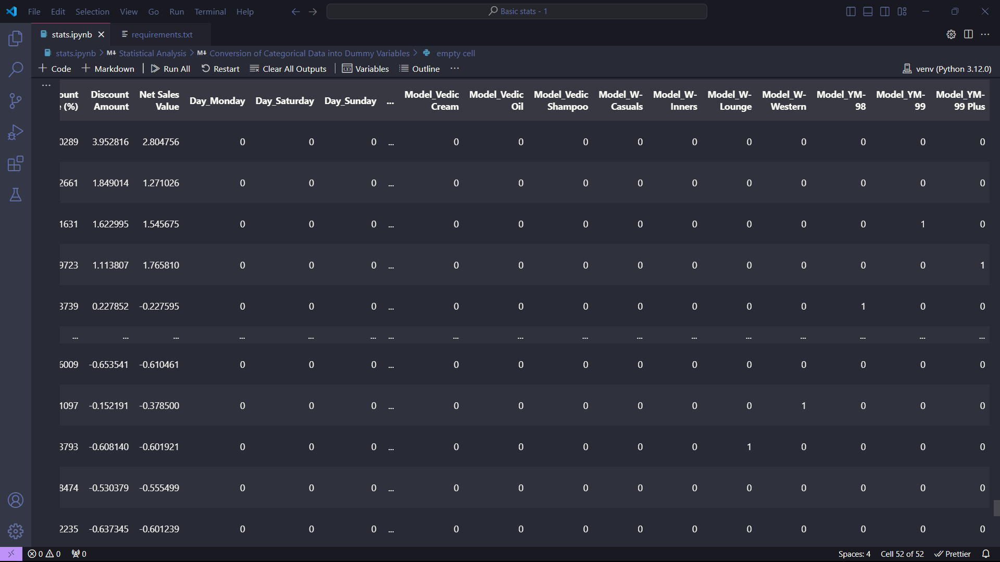 File Edit Selection View Go Run Terminal Help Basic stats - 1
stats.ipynb requirements.txt
stats.ipynb > M↓ Statistical Analysis > M↓ Conversion of Categorical Data into Dummy Variables > empty cell
+ Code + Markdown | Run All Restart Clear All Outputs | Variables Outline ... venv (Python 3.12.0)
...
ount Discount Net Sales Day_Monday Day_Saturday Day_Sunday ... Model_Vedic Model_Vedic Model_Vedic Model_W- Model_W- Model_W- Model_W- Model_YM- Model_YM- Model_YM-
e (%) Amount Value Cream Oil Shampoo Casuals Inners Lounge Western 98 99 99 Plus
0289 3.952816 2.804756 0 0 0 ... 0 0 0 0 0 0 0 0 0 0
2661 1.849014 1.271026 0 0 0 ... 0 0 0 0 0 0 0 0 0 0
1631 1.622995 1.545675 0 0 0 ... 0 0 0 0 0 0 0 0 1 0
9723 1.113807 1.765810 0 0 0 ... 0 0 0 0 0 0 0 0 0 1
3739 0.227852 -0.227595 0 0 0 ... 0 0 0 0 0 0 0 1 0 0
... ... ... ... ... ... ... ... ... ... ... ... ... ... ... ... ...
6009 -0.653541 -0.610461 0 0 0 ... 0 0 0 0 0 0 0 0 0 0
1097 -0.152191 -0.378500 0 0 0 ... 0 0 0 0 0 0 1 0 0 0
3793 -0.608140 -0.601921 0 0 0 ... 0 0 0 0 0 1 0 0 0 0
8474 -0.530379 -0.555499 0 0 0 ... 0 0 0 0 0 0 0 0 0 0
2235 -0.637345 -0.601239 0 0 0 ... 0 0 0 0 0 0 0 0 0 0
0 0 0 Spaces: 4 Cell 52 of 52 Prettier